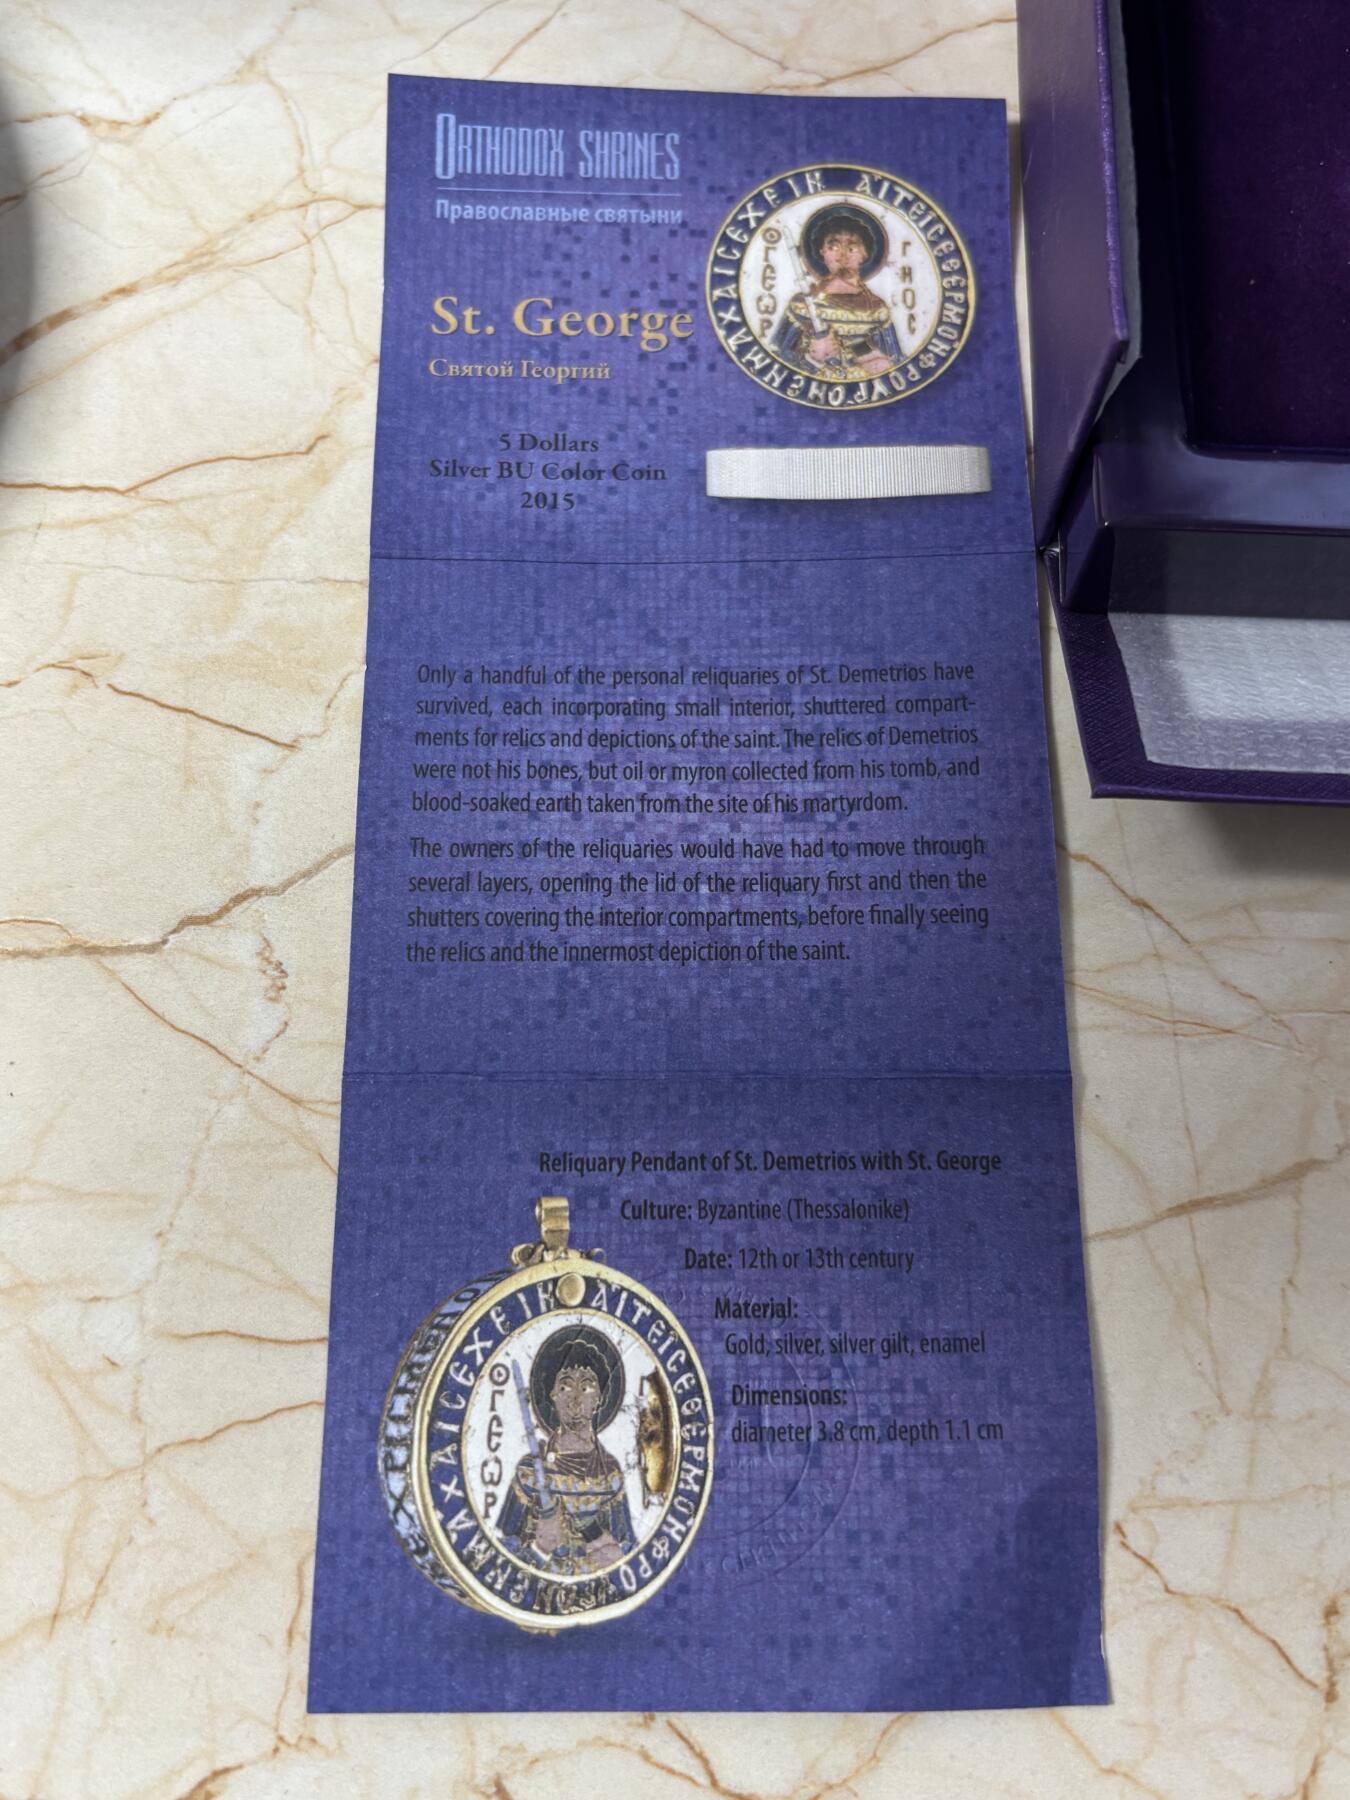 ORTHODOX SHRINES
Православные святыни
St. George
Святой Георгий
5 Dollars
Silver BU Color Coin
2015
Only a handful of the personal reliquaries of St. Demetrios have
survived, each incorporating small interior, shuttered compart-
ments for relics and depictions of the saint. The relics of Demetrios
were not his bones, but oil or myron collected from his tomb, and
blood-soaked earth taken from the site of his martyrdom.
The owners of the reliquaries would have had to move through
several layers, opening the lid of the reliquary first and then the
shutters covering the interior compartments, before finally seeing
the relics and the innermost depiction of the saint.
Reliquary Pendant of St. Demetrios with St. George
Culture: Byzantine (Thessalonike)
Date: 12th or 13th century
Material:
Gold, silver, silver gilt, enamel
Dimensions:
diameter 3.8 cm, depth 1.1 cm